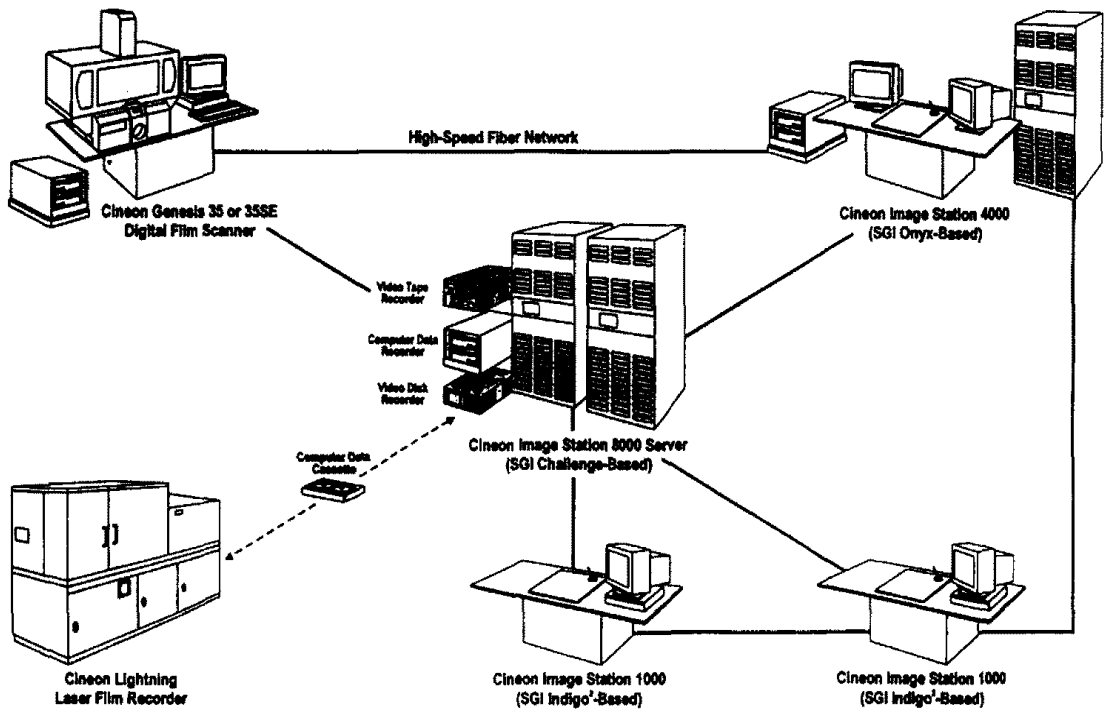 High-Speed Fiber Network
Cineon Genesis 35 or 35SE
Digital Film Scanner
Cineon Image Station 4000
(SGI Onyx-Based)
Video Tape
Recorder
Computer Data
Recorder
Video Disk
Recorder
Cineon Image Station 8000 Server
(SGI Challenge-Based)
Computer Data
Cassette
Cineon Lightning
Laser Film Recorder
Cineon Image Station 1000
(SGI Indigo²-Based)
Cineon Image Station 1000
(SGI Indigo²-Based)